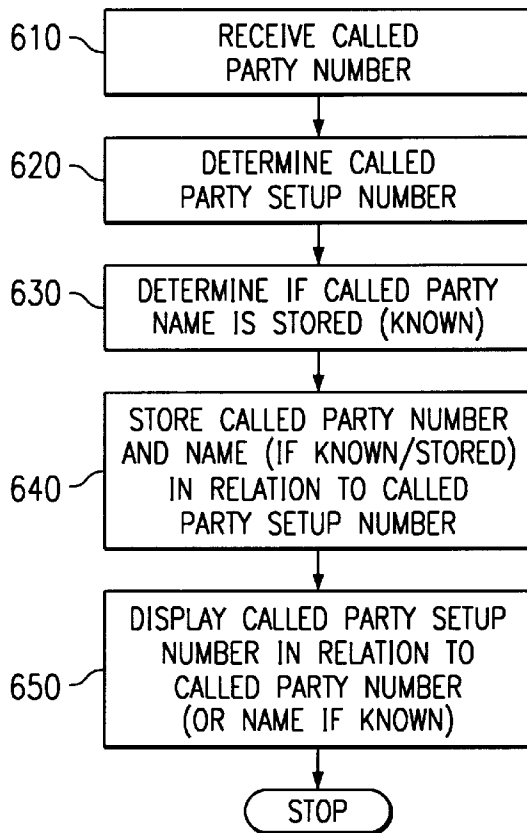 610
RECEIVE CALLED
PARTY NUMBER
620
DETERMINE CALLED
PARTY SETUP NUMBER
630
DETERMINE IF CALLED PARTY
NAME IS STORED (KNOWN)
640
STORE CALLED PARTY NUMBER
AND NAME (IF KNOWN/STORED)
IN RELATION TO CALLED
PARTY SETUP NUMBER
650
DISPLAY CALLED PARTY SETUP
NUMBER IN RELATION TO
CALLED PARTY NUMBER
(OR NAME IF KNOWN)
STOP